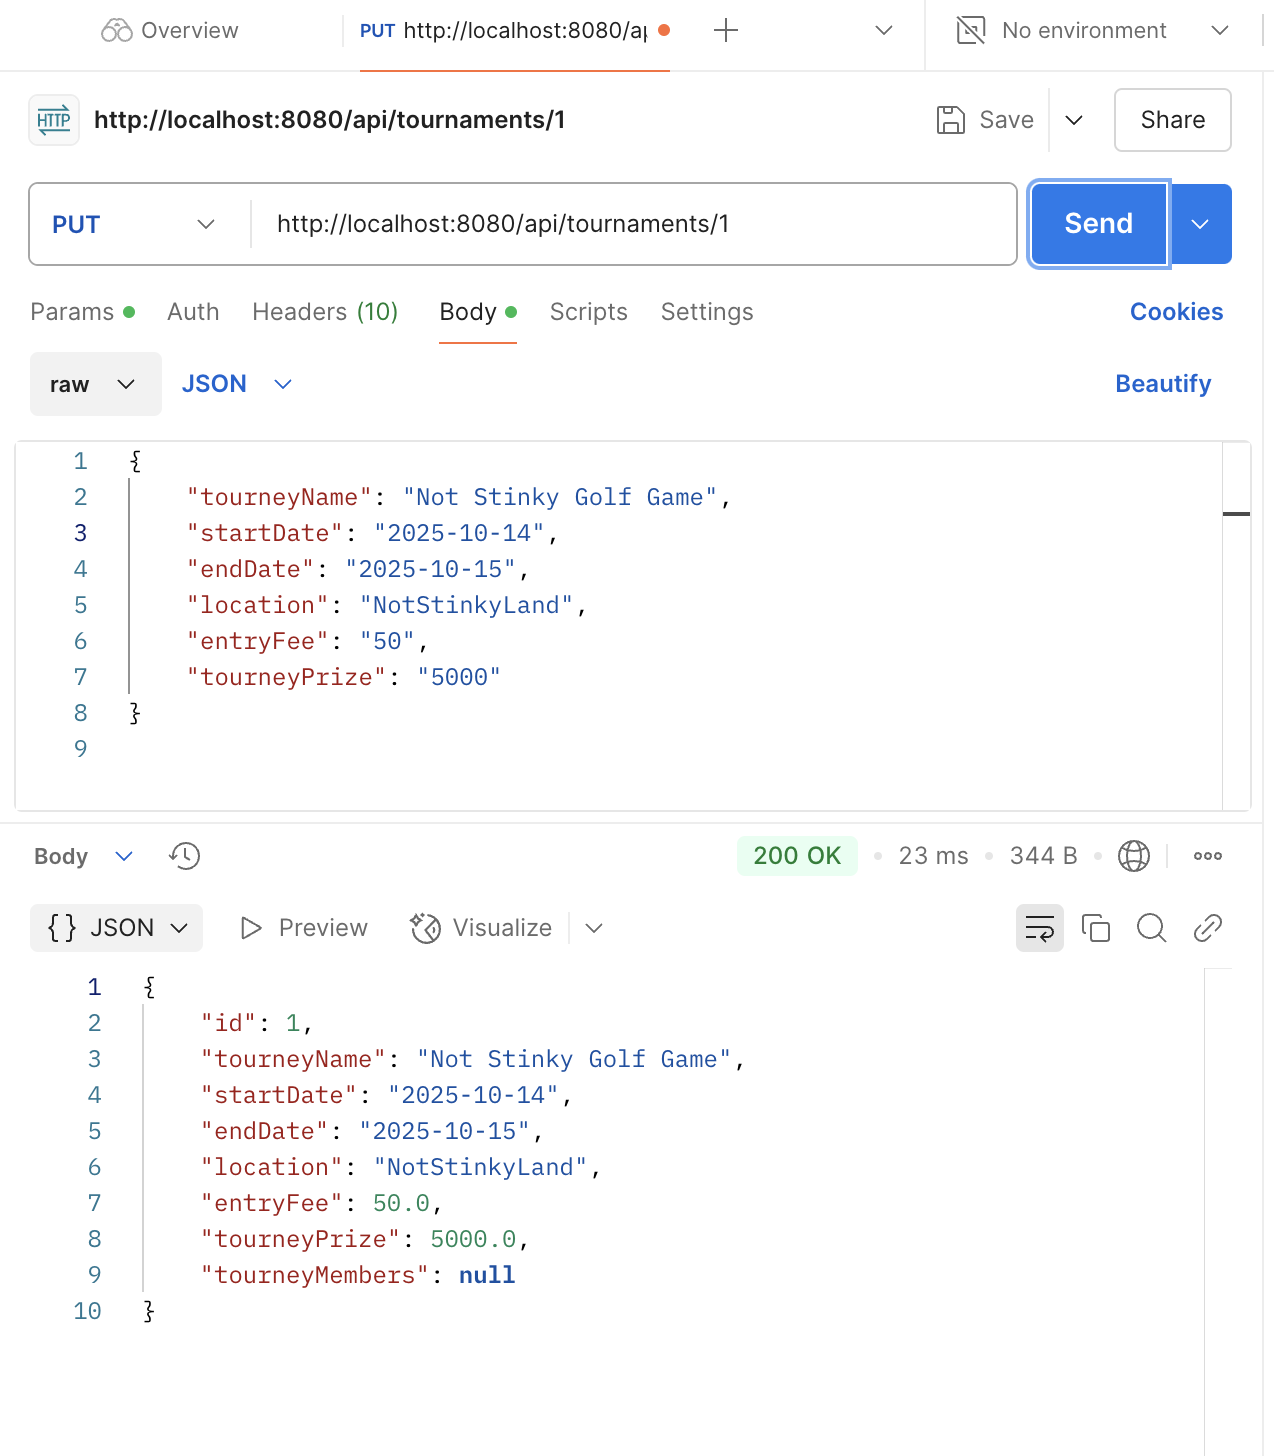 Overview
PUT http://localhost:8080/ap
No environment
HTTP http://localhost:8080/api/tournaments/1
Save
Share
PUT
http://localhost:8080/api/tournaments/1
Send
Params Auth Headers (10) Body Scripts Settings Cookies
raw JSON Beautify
1 {
2 "tourneyName": "Not Stinky Golf Game",
3 "startDate": "2025-10-14",
4 "endDate": "2025-10-15",
5 "location": "NotStinkyLand",
6 "entryFee": "50",
7 "tourneyPrize": "5000"
8 }
9
Body 200 OK 23 ms 344 B
{} JSON Preview Visualize
1 {
2 "id": 1,
3 "tourneyName": "Not Stinky Golf Game",
4 "startDate": "2025-10-14",
5 "endDate": "2025-10-15",
6 "location": "NotStinkyLand",
7 "entryFee": 50.0,
8 "tourneyPrize": 5000.0,
9 "tourneyMembers": null
10 }